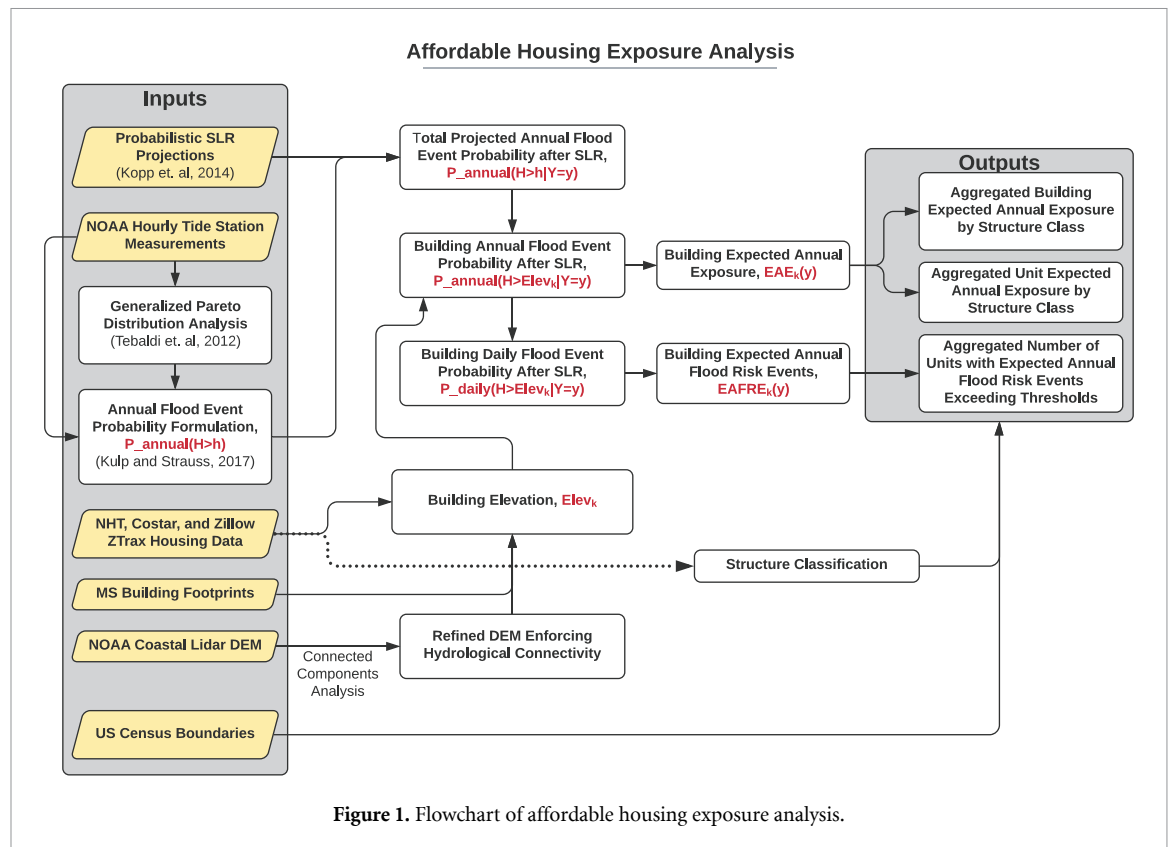 Affordable Housing Exposure Analysis
Inputs
Probabilistic SLR
Projections
(Kopp et. al, 2014)
NOAA Hourly Tide Station
Measurements
Generalized Pareto
Distribution Analysis
(Tebaldi et. al, 2012)
Annual Flood Event
Probability Formulation,
P_annual(H>h)
(Kulp and Strauss, 2017)
NHT, Costar, and Zillow
ZTrax Housing Data
MS Building Footprints
NOAA Coastal Lidar DEM
US Census Boundaries
Connected
Components
Analysis
Total Projected Annual Flood
Event Probability after SLR,
P_annual(H>h|Y=y)
Building Annual Flood Event
Probability After SLR,
P_annual(H>Elevₖ|Y=y)
Building Daily Flood Event
Probability After SLR,
P_daily(H>Elevₖ|Y=y)
Building Elevation, Elevₖ
Refined DEM Enforcing
Hydrological Connectivity
Building Expected Annual
Exposure, EAEₖ(y)
Building Expected Annual
Flood Risk Events,
EAFREₖ(y)
Structure Classification
Outputs
Aggregated Building
Expected Annual Exposure
by Structure Class
Aggregated Unit Expected
Annual Exposure by
Structure Class
Aggregated Number of
Units with Expected Annual
Flood Risk Events
Exceeding Thresholds
Figure 1. Flowchart of affordable housing exposure analysis.